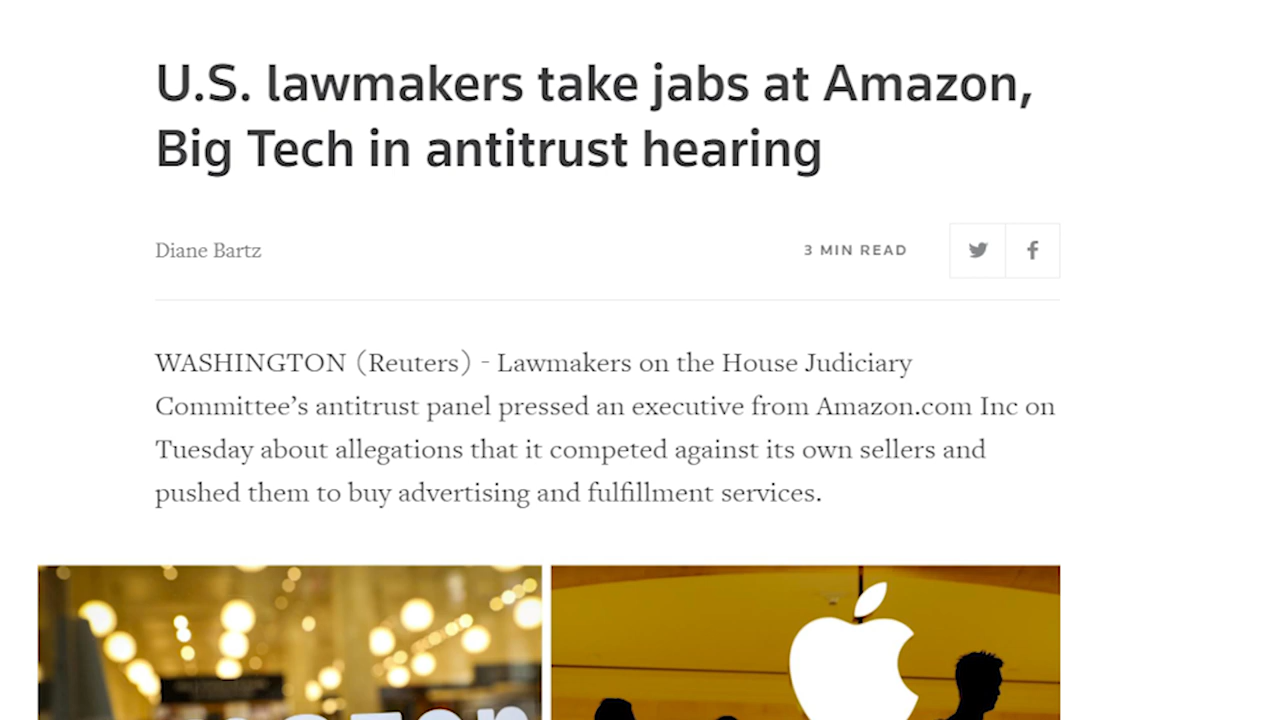 U.S. lawmakers take jabs at Amazon,
Big Tech in antitrust hearing
Diane Bartz
3 MIN READ
WASHINGTON (Reuters) - Lawmakers on the House Judiciary
Committee’s antitrust panel pressed an executive from Amazon.com Inc on
Tuesday about allegations that it competed against its own sellers and
pushed them to buy advertising and fulfillment services.